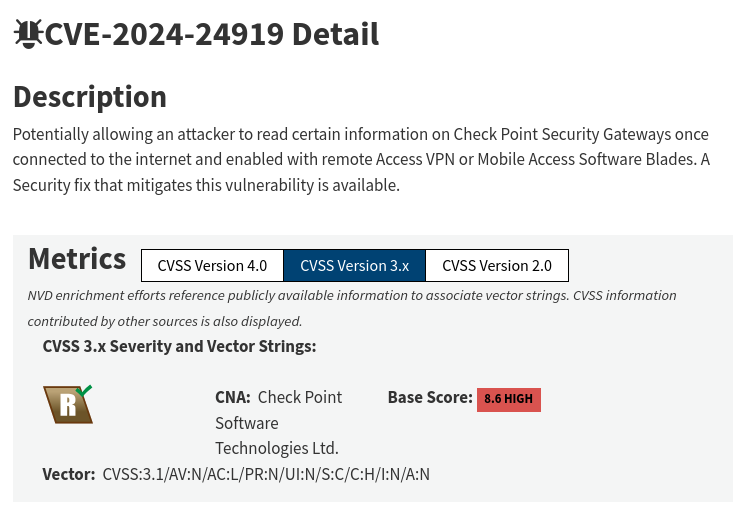 CVE-2024-24919 Detail
Description
Potentially allowing an attacker to read certain information on Check Point Security Gateways once
connected to the internet and enabled with remote Access VPN or Mobile Access Software Blades. A
Security fix that mitigates this vulnerability is available.
Metrics
CVSS Version 4.0
CVSS Version 3.x
CVSS Version 2.0
NVD enrichment efforts reference publicly available information to associate vector strings. CVSS information
contributed by other sources is also displayed.
CVSS 3.x Severity and Vector Strings:
R
CNA: Check Point
Software
Technologies Ltd.
Base Score: 8.6 HIGH
Vector: CVSS:3.1/AV:N/AC:L/PR:N/UI:N/S:C/C:H/I:N/A:N